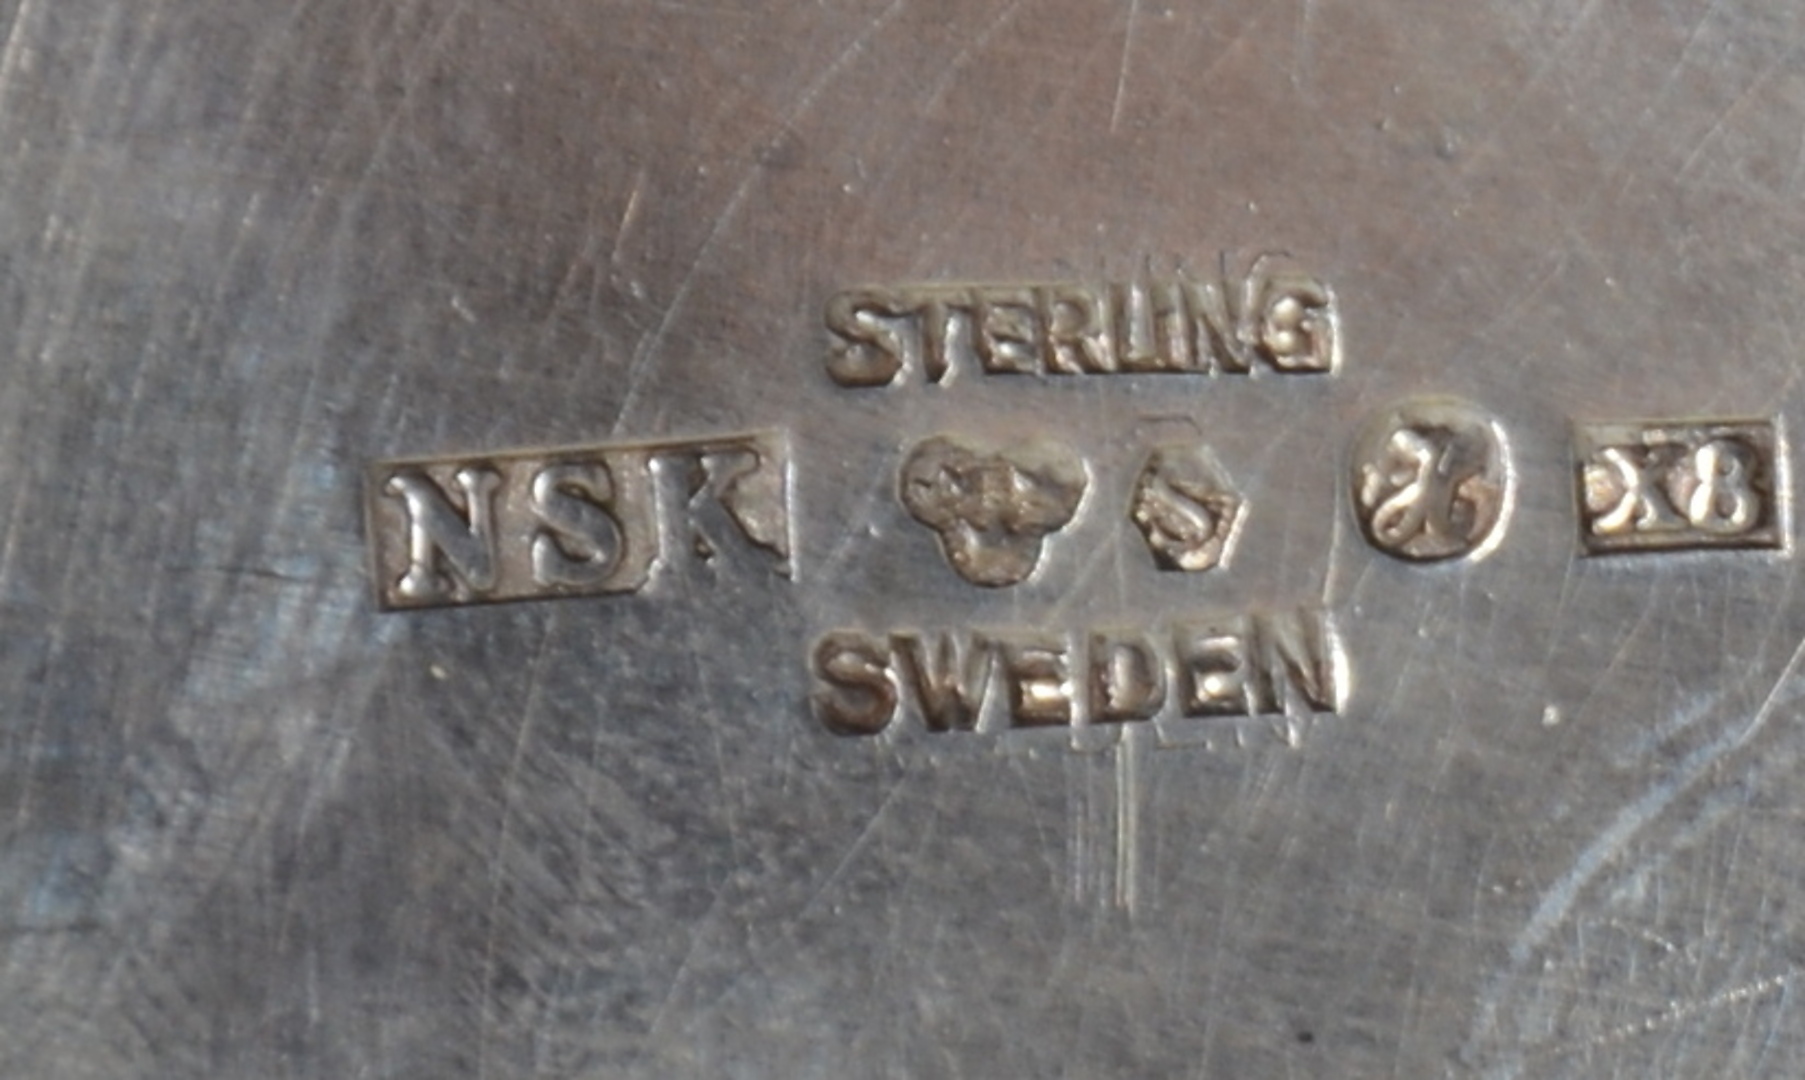 STERLING
NSK S H X8
SWEDEN